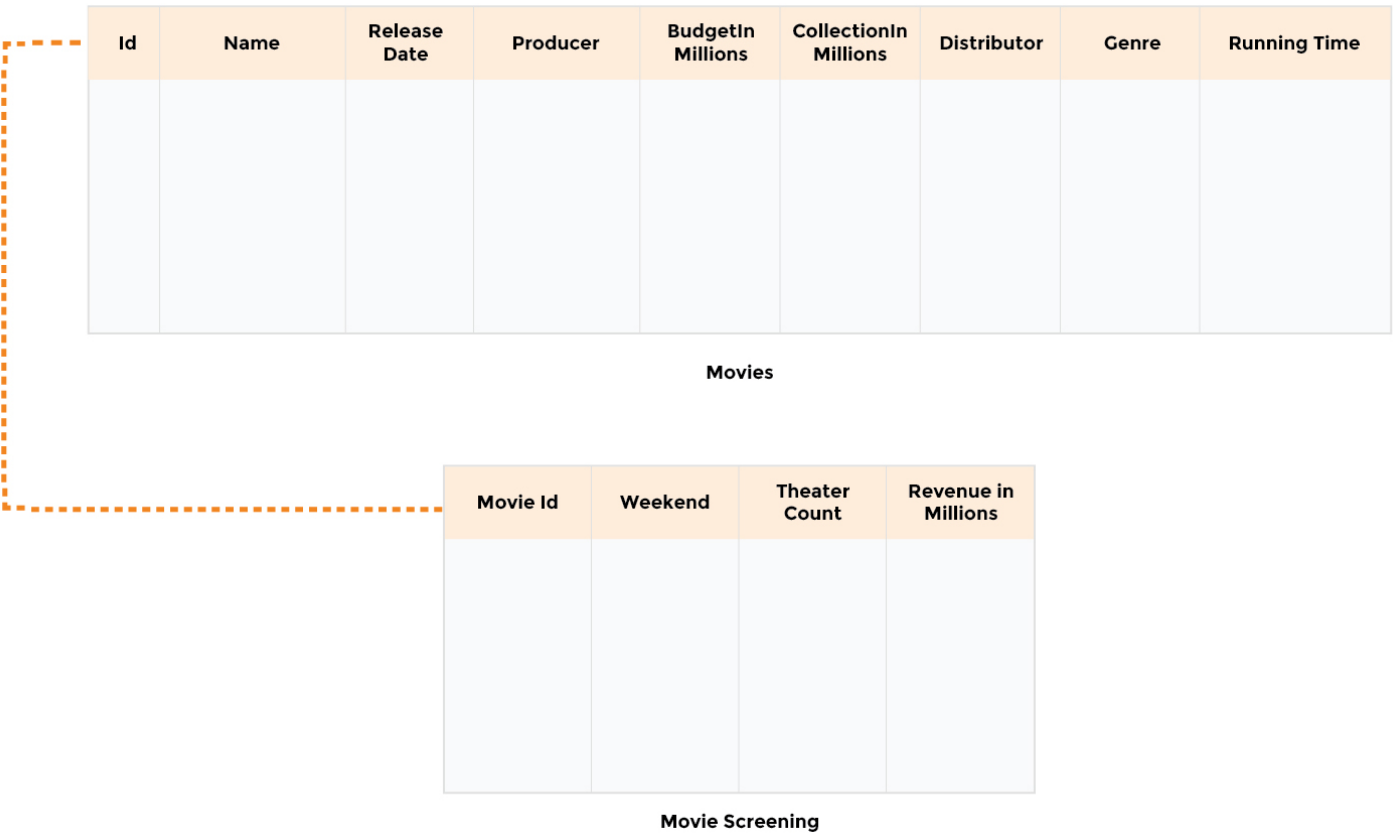 Id
Name
Release
Date
Producer
BudgetIn
Millions
CollectionIn
Millions
Distributor
Genre
Running Time
Movies
Movie Id
Weekend
Theater
Count
Revenue in
Millions
Movie Screening